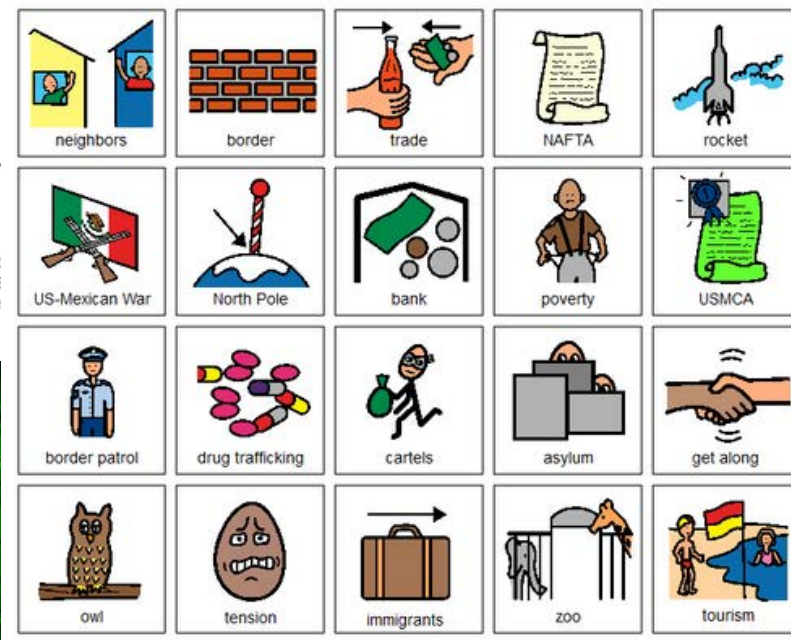 neighbors border trade NAFTA rocket
US-Mexican War North Pole bank poverty USMCA
border patrol drug trafficking cartels asylum get along
owl tension immigrants zoo tourism